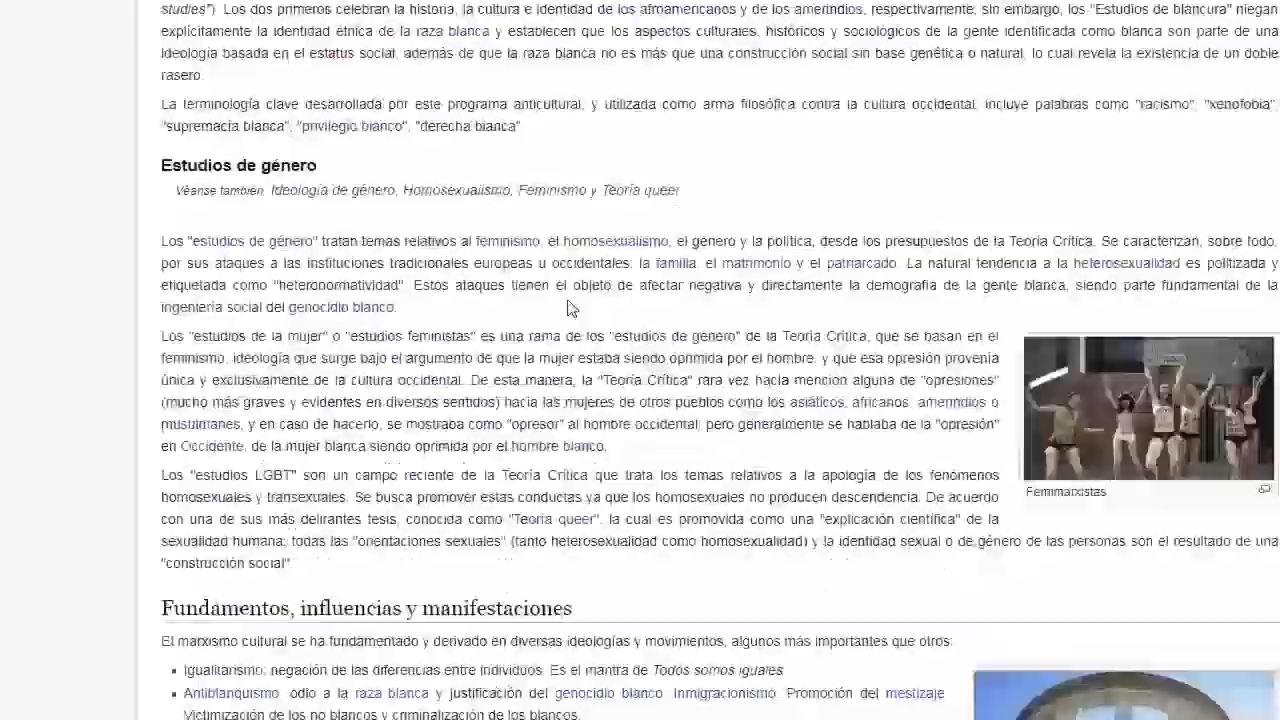 studies"). Los dos primeros celebran la historia, la cultura e identidad de los afroamericanos y de los amerindios, respectivamente; sin embargo, los "Estudios de blancura" niegan
explícitamente la identidad étnica de la raza blanca y establecen que los aspectos culturales, históricos y sociológicos de la gente identificada como blanca son parte de una
ideología basada en el estatus social, además de que la raza blanca no es más que una construcción social sin base genética o natural, lo cual revela la existencia de un doble
rasero.
La terminología clave desarrollada por este programa anticultural, y utilizada como arma filosófica contra la cultura occidental, incluye palabras como "racismo", "xenofobia",
"supremacía blanca", "privilegio blanco", "derecha blanca"
Estudios de género
Véanse también: Ideología de género, Homosexualismo, Feminismo y Teoría queer
Los "estudios de género" tratan temas relativos al feminismo, el homosexualismo, el género y la política, desde los presupuestos de la Teoría Crítica. Se caracterizan, sobre todo,
por sus ataques a las instituciones tradicionales europeas u occidentales: la familia, el matrimonio y el patriarcado. La natural tendencia a la heterosexualidad es politizada y
etiquetada como "heteronormatividad". Estos ataques tienen el objeto de afectar negativa y directamente la demografía de la gente blanca, siendo parte fundamental de la
ingeniería social del genocidio blanco.
Los "estudios de la mujer" o "estudios feministas" es una rama de los "estudios de género" de la Teoría Crítica, que se basan en el
feminismo, ideología que surge bajo el argumento de que la mujer estaba siendo oprimida por el hombre, y que esa opresión provenía
única y exclusivamente de la cultura occidental. De esta manera, la "Teoría Crítica" rara vez hacía mención alguna de "opresiones"
(mucho más graves y evidentes en diversos sentidos) hacia las mujeres de otros pueblos como los asiáticos, africanos, amerindios o
musulmanes, y en caso de hacerlo, se mostraba como "opresor" al hombre occidental; pero generalmente se hablaba de la "opresión"
en Occidente, de la mujer blanca siendo oprimida por el hombre blanco.
Los "estudios LGBT" son un campo reciente de la Teoría Crítica que trata los temas relativos a la apología de los fenómenos
homosexuales y transexuales. Se busca promover estas conductas ya que los homosexuales no producen descendencia. De acuerdo
con una de sus más delirantes tesis, conocida como "Teoría queer", la cual es promovida como una "explicación científica" de la
sexualidad humana; todas las "orientaciones sexuales" (tanto heterosexualidad como homosexualidad) y la identidad sexual o de género de las personas son el resultado de una
"construcción social"
Femimarxistas
Fundamentos, influencias y manifestaciones
El marxismo cultural se ha fundamentado y derivado en diversas ideologías y movimientos, algunos más importantes que otros:
Igualitarismo: negación de las diferencias entre individuos. Es el mantra de Todos somos iguales
Antiblanquismo odio a la raza blanca y justificación del genocidio blanco. Inmigracionismo. Promoción del mestizaje
Victimización de los no blancos y criminalización de los blancos.